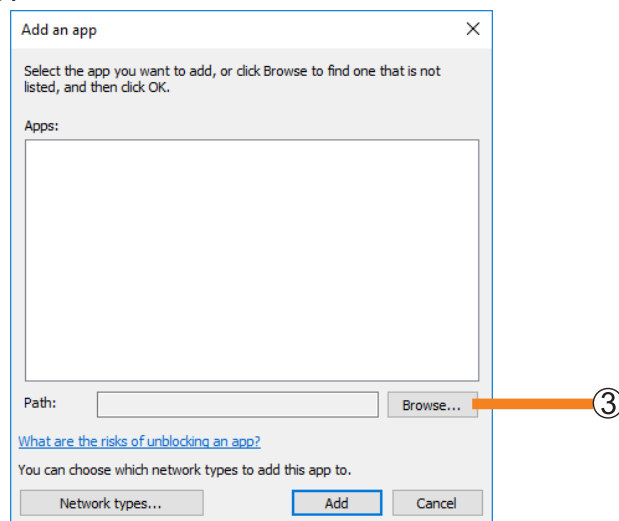 Add an app
Select the app you want to add, or click Browse to find one that is not
listed, and then click OK.
Apps:
Path:
Browse...
③
What are the risks of unblocking an app?
You can choose which network types to add this app to.
Network types...
Add
Cancel